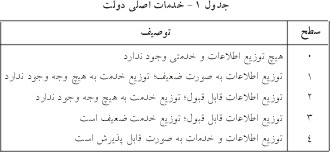 جدول ۱ - خدمات اصلی دولت
سطح توصیف
۰ هیچ توزیع اطلاعات و خدمتی وجود ندارد
۱ توزیع اطلاعات به صورت ضعیف؛ توزیع خدمت به هیچ وجه وجود ندارد
۲ توزیع اطلاعات قابل قبول؛ توزیع خدمت به هیچ وجه وجود ندارد
۳ توزیع اطلاعات قابل قبول؛ توزیع خدمت ضعیف است
٤ توزیع اطلاعات و خدمات به صورت قابل پذیرش است